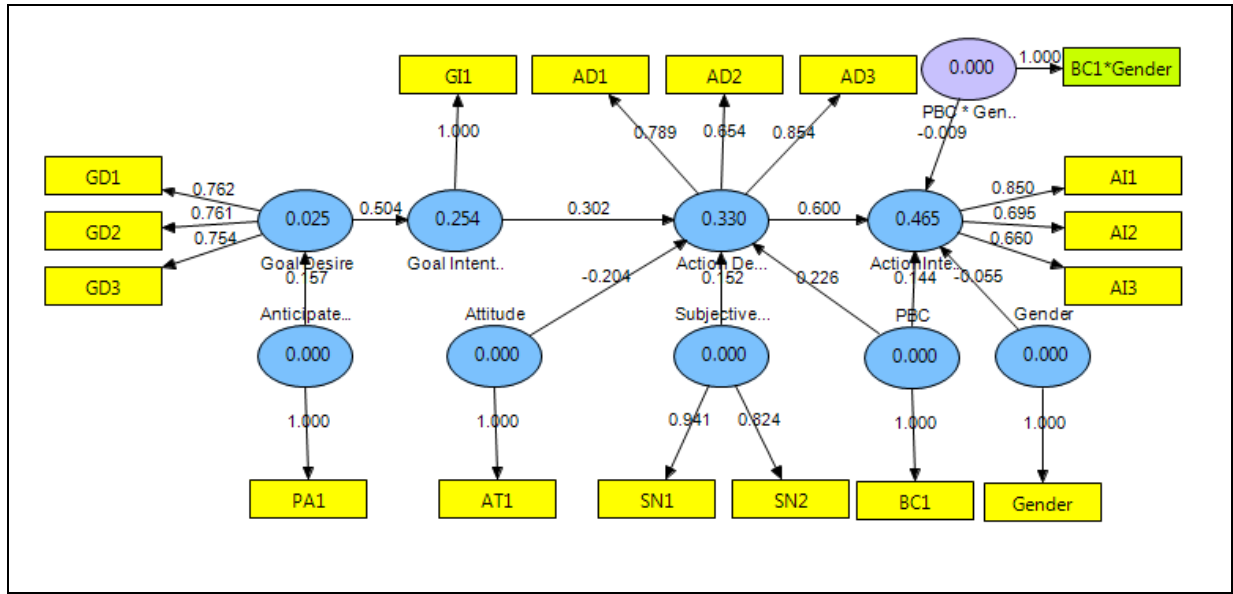 1.000
0.000
BC1*Gender
GI1
AD1
AD2
AD3
PBC * Gen..
1.000
0.789
0.654
0.854
-0.009
GD1
0.762
AI1
0.850
0.025
0.504
0.254
0.302
0.330
0.600
0.465
0.695
AI2
GD2
0.761
0.754
0.660
Goal Desire
Goal Intent..
Action De...
ActionInte..
GD3
0.157
-0.204
0.152
0.226
0.144
-0.055
AI3
Anticipate...
Attitude
Subjective...
PBC
Gender
0.000
0.000
0.000
0.000
0.000
1.000
1.000
0.941
0.824
1.000
1.000
PA1
AT1
SN1
SN2
BC1
Gender